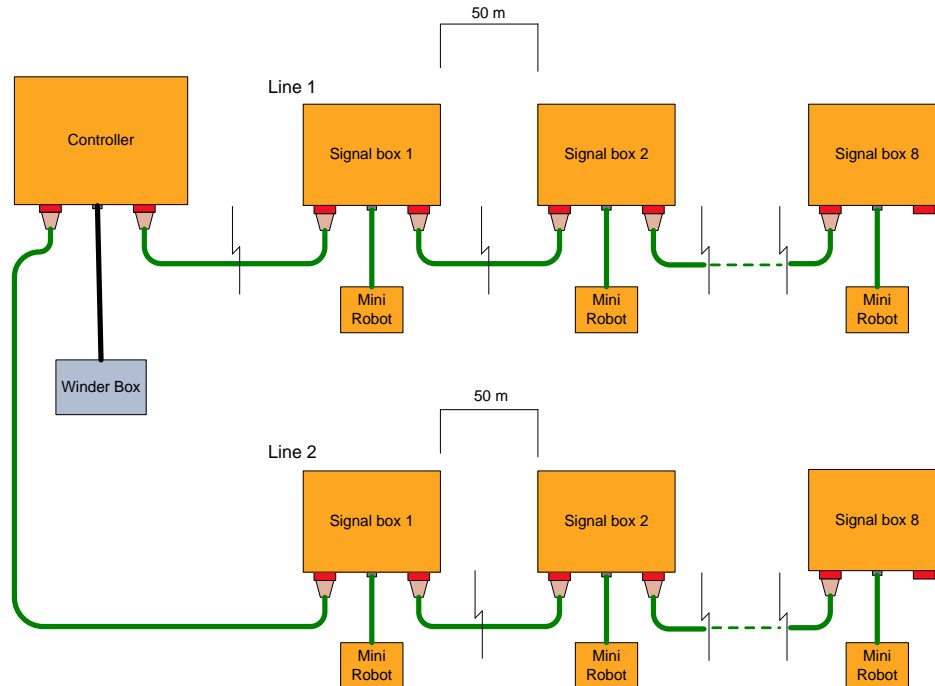 50 m
Line 1
Controller
Signal box 1
Signal box 2
Signal box 8
Mini
Robot
Mini
Robot
Mini
Robot
Winder Box
50 m
Line 2
Signal box 1
Signal box 2
Signal box 8
Mini
Robot
Mini
Robot
Mini
Robot